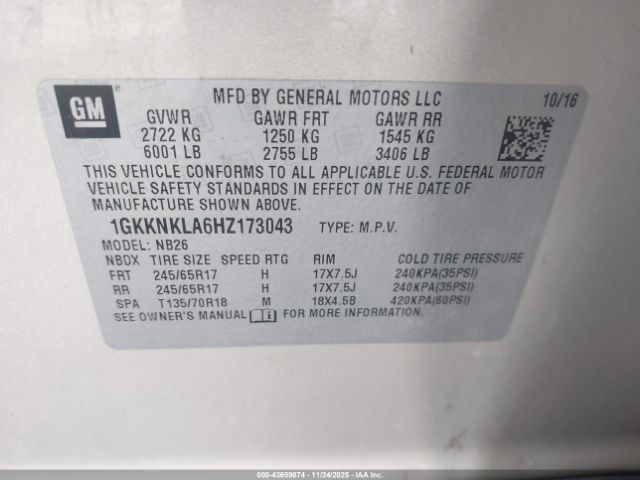 GM
MFD BY GENERAL MOTORS LLC 10/16
GVWR GAWR FRT GAWR RR
2722 KG 1250 KG 1545 KG
6001 LB 2755 LB 3406 LB
THIS VEHICLE CONFORMS TO ALL APPLICABLE U.S. FEDERAL MOTOR
VEHICLE SAFETY STANDARDS IN EFFECT ON THE DATE OF
MANUFACTURE SHOWN ABOVE.
1GKKNKLA6HZ173043 TYPE: M.P.V.
MODEL: NB26
NBDX TIRE SIZE SPEED RTG RIM COLD TIRE PRESSURE
FRT 245/65R17 H 17X7.5J 240KPA(35PSI)
RR 245/65R17 H 17X7.5J 240KPA(35PSI)
SPA T135/70R18 M 18X4.5B 420KPA(60PSI)
SEE OWNER'S MANUAL FOR MORE INFORMATION.
000-43659674 - 11/24/2025 - IAAI.com